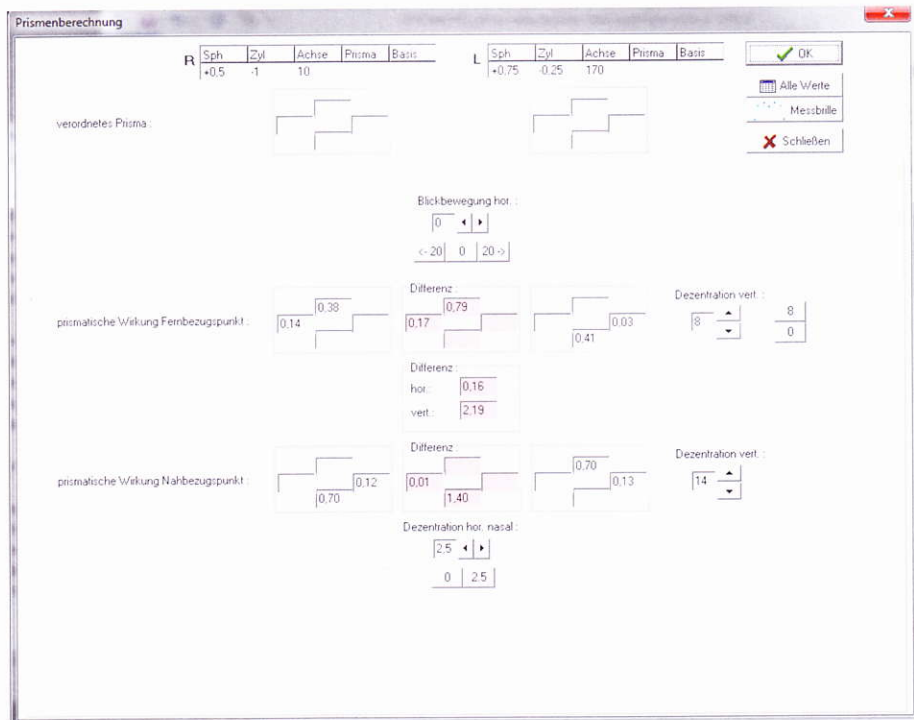 Prismenberechnung
R Sph Zyl Achse Prisma Basis L Sph Zyl Achse Prisma Basis OK
+0,5 -1 10 +0,75 -0,25 170
Alle Werte
verordnetes Prisma : Messbrille
Schließen
Blickbewegung hor. :
0
<- 20 0 20 ->
Differenz : Dezentration vert. :
0,38 0,79 8 8
prismatische Wirkung Fernbezugspunkt : 0,14 0,17 0,03
0,41 0
Differenz :
hor.: 0,16
vert.: 2,19
Differenz : Dezentration vert. :
0,70
prismatische Wirkung Nahbezugspunkt : 0,12 0,01 0,13 14
0,70 1,40
Dezentration hor. nasal :
2.5
0 2.5